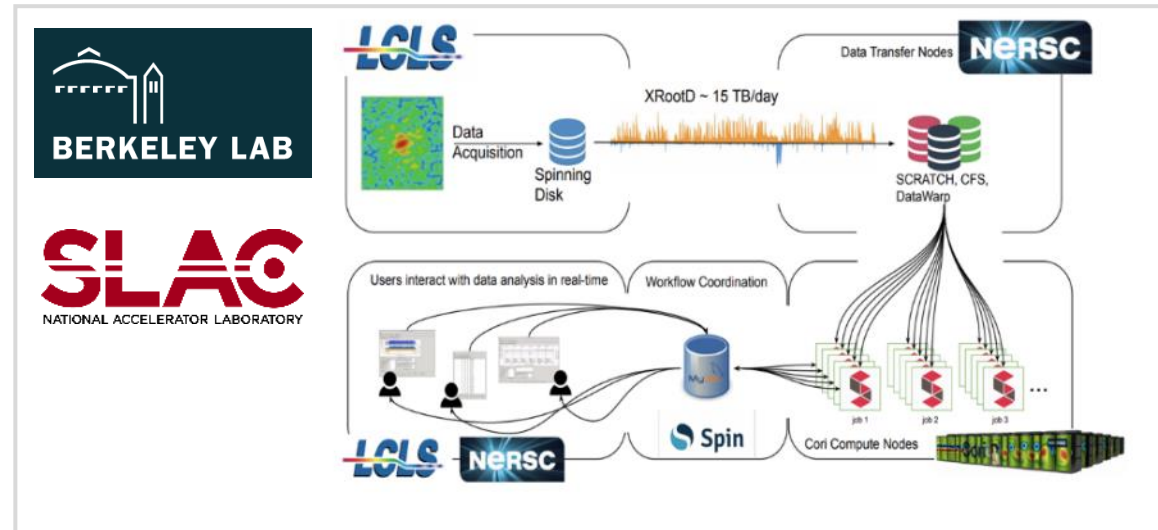 BERKELEY LAB
SLAC
NATIONAL ACCELERATOR LABORATORY
LCLS
Data Transfer Nodes
NERSC
XRootD ~ 15 TB/day
Data
Acquisition
Spinning
Disk
SCRATCH, CFS,
DataWarp
Users interact with data analysis in real-time
Workflow Coordination
MySQL
Spin
job 1
job 2
job 3
...
LCLS
NERSC
Cori Compute Nodes
Cori